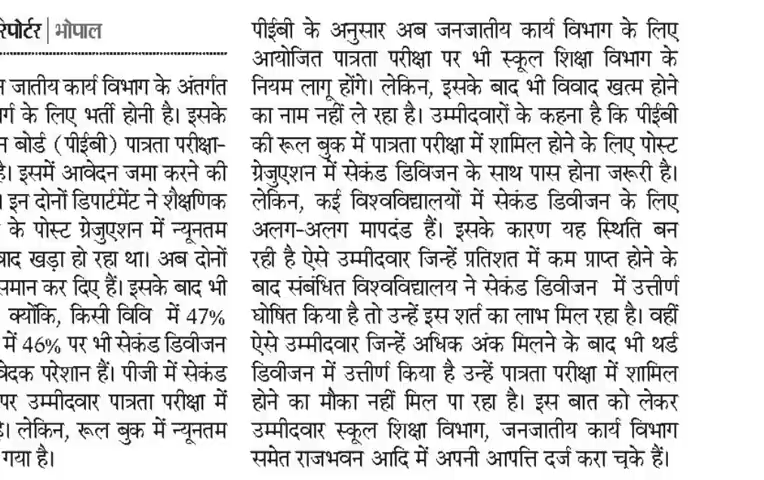 रिपोर्टर | भोपाल
जातीय कार्य विभाग के अंतर्गत
के लिए भर्ती होनी है। इसके
बोर्ड (पीईबी) पात्रता परीक्षा-
है। इसमें आवेदन जमा करने की
इन दोनों डिपार्टमेंट ने शैक्षणिक
के पोस्ट ग्रेजुएशन में न्यूनतम
खड़ा हो रहा था। अब दोनों
समान कर दिए हैं। इसके बाद भी
क्योंकि, किसी विवि में 47%
में 46% पर भी सेकंड डिवीजन
परेशान हैं। पीजी में सेकंड
पर उम्मीदवार पात्रता परीक्षा में
लेकिन, रूल बुक में न्यूनतम
गया है।
पीईबी के अनुसार अब जनजातीय कार्य विभाग के लिए
आयोजित पात्रता परीक्षा पर भी स्कूल शिक्षा विभाग के
नियम लागू होंगे। लेकिन, इसके बाद भी विवाद खत्म होने
का नाम नहीं ले रहा है। उम्मीदवारों के कहना है कि पीईबी
की रूल बुक में पात्रता परीक्षा में शामिल होने के लिए पोस्ट
ग्रेजुएशन में सेकंड डिविजन के साथ पास होना जरूरी है।
लेकिन, कई विश्वविद्यालयों में सेकंड डिवीजन के लिए
अलग-अलग मापदंड हैं। इसके कारण यह स्थिति बन
रही है ऐसे उम्मीदवार जिन्हें प्रतिशत में कम प्राप्त होने के
बाद संबंधित विश्वविद्यालय ने सेकंड डिवीजन में उत्तीर्ण
घोषित किया है तो उन्हें इस शर्त का लाभ मिल रहा है। वहीं
ऐसे उम्मीदवार जिन्हें अधिक अंक मिलने के बाद भी थर्ड
डिवीजन में उत्तीर्ण किया है उन्हें पात्रता परीक्षा में शामिल
होने का मौका नहीं मिल पा रहा है। इस बात को लेकर
उम्मीदवार स्कूल शिक्षा विभाग, जनजातीय कार्य विभाग
समेत राजभवन आदि में अपनी आपत्ति दर्ज करा चुके हैं।